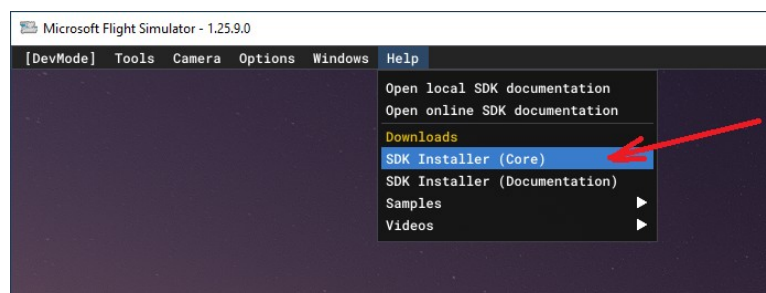 Microsoft Flight Simulator - 1.25.9.0
[DevMode] Tools Camera Options Windows Help
Open local SDK documentation
Open online SDK documentation
Downloads
SDK Installer (Core)
SDK Installer (Documentation)
Samples
Videos